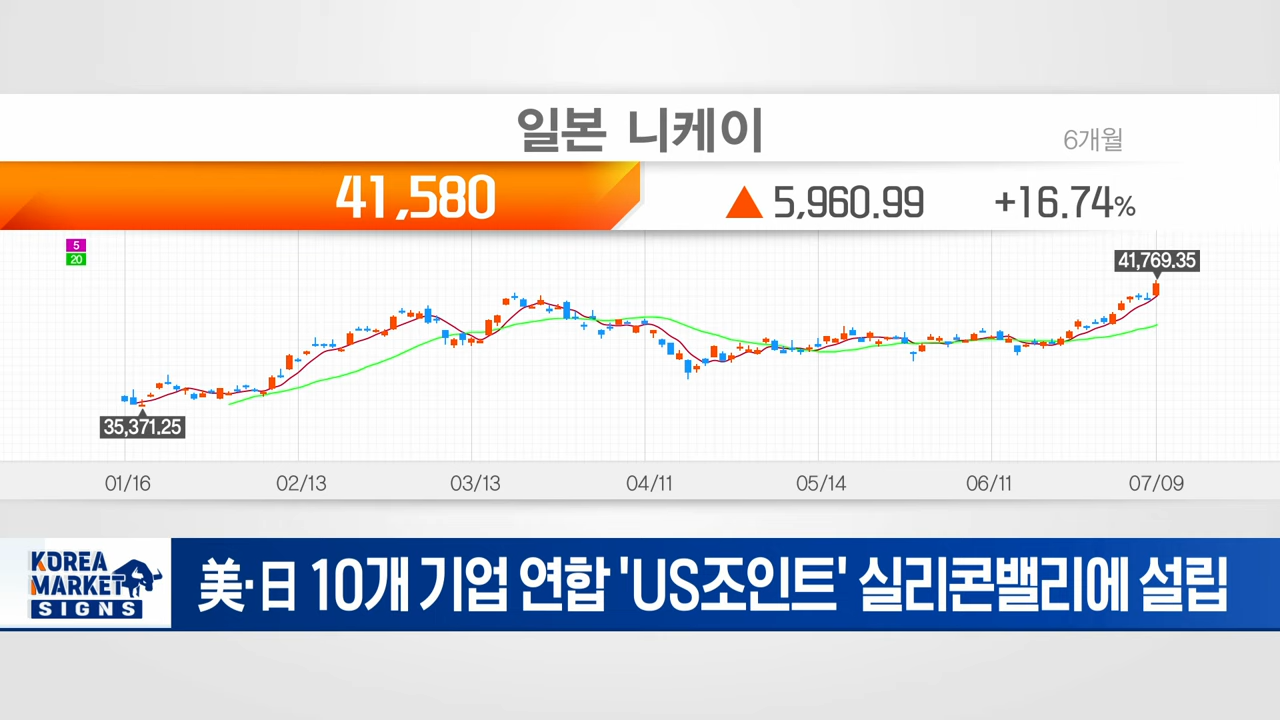 일본 니케이
6개월
41,580
▲ 5,960.99 +16.74%
5
20
41,769.35
35,371.25
01/16 02/13 03/13 04/11 05/14 06/11 07/09
KOREA
MARKET
SIGNS
美·日 10개 기업 연합 'US조인트' 실리콘밸리에 설립